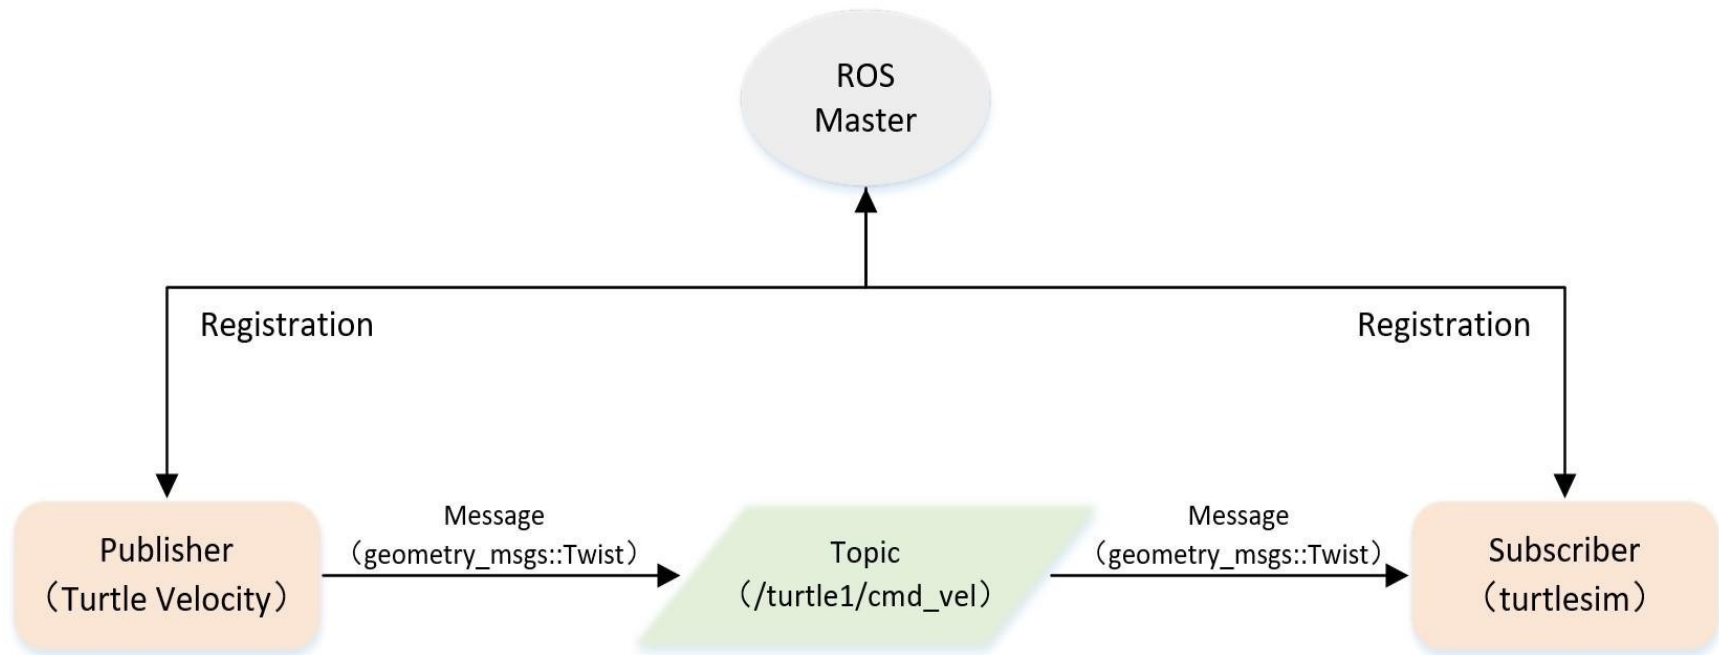 ROS
Master
Registration
Registration
Message
（geometry_msgs::Twist）
Message
（geometry_msgs::Twist）
Publisher
（Turtle Velocity）
Topic
（/turtle1/cmd_vel）
Subscriber
（turtlesim）